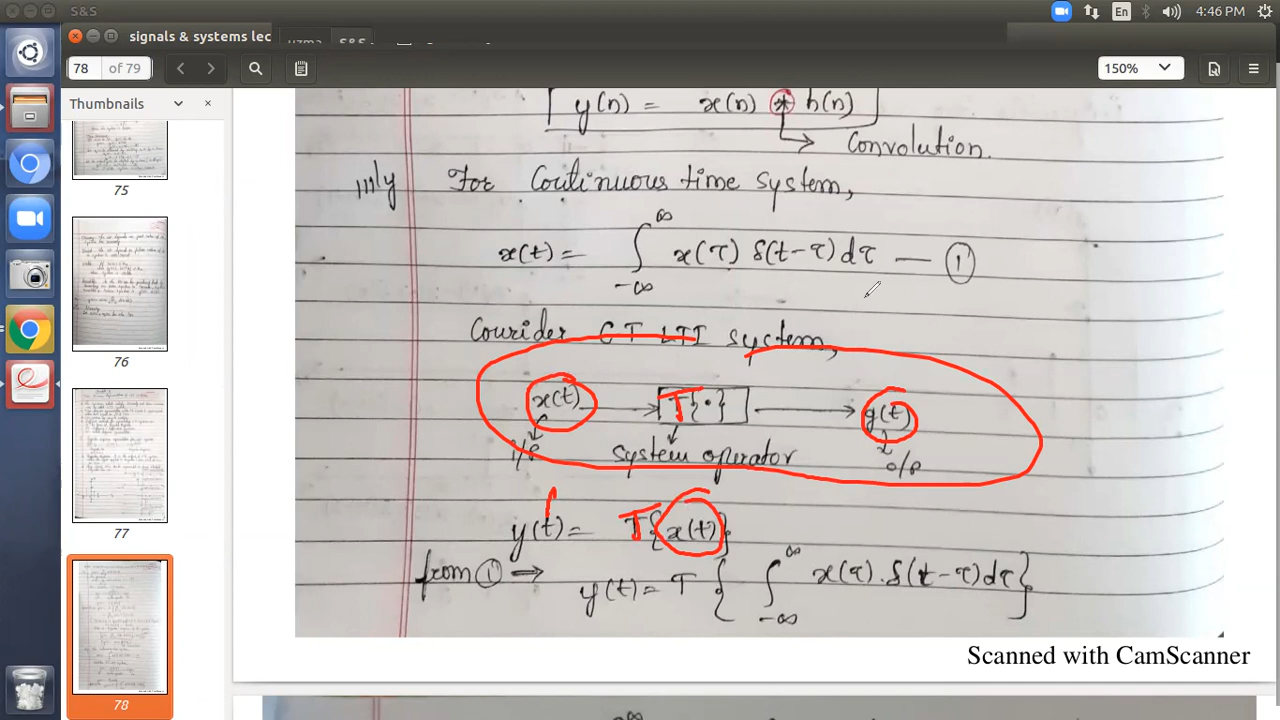 S&S
En
4:46 PM
signals & systems lec
S&S
78
of 79
150%
Thumbnails
75
76
77
78
y(n) = x(n) * h(n)
Convolution.
|||ly For Continuous time system,
∞
x(t) = ∫ x(τ) δ(t-τ)dτ — ①
-∞
Consider CT LTI system,
x(t) → T{·} → y(t)
i/p system operator o/p
y(t) = T{x(t)}
from ① → y(t) = T { ∫ x(τ).δ(t-τ)dτ}
∞
-∞
Scanned with CamScanner